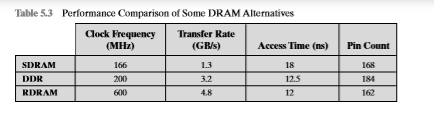 Table 5.3 Performance Comparison of Some DRAM Alternatives
Clock Frequency (MHz) Transfer Rate (GB/s) Access Time (ns) Pin Count
SDRAM 166 1.3 18 168
DDR 200 3.2 12.5 184
RDRAM 600 4.8 12 162